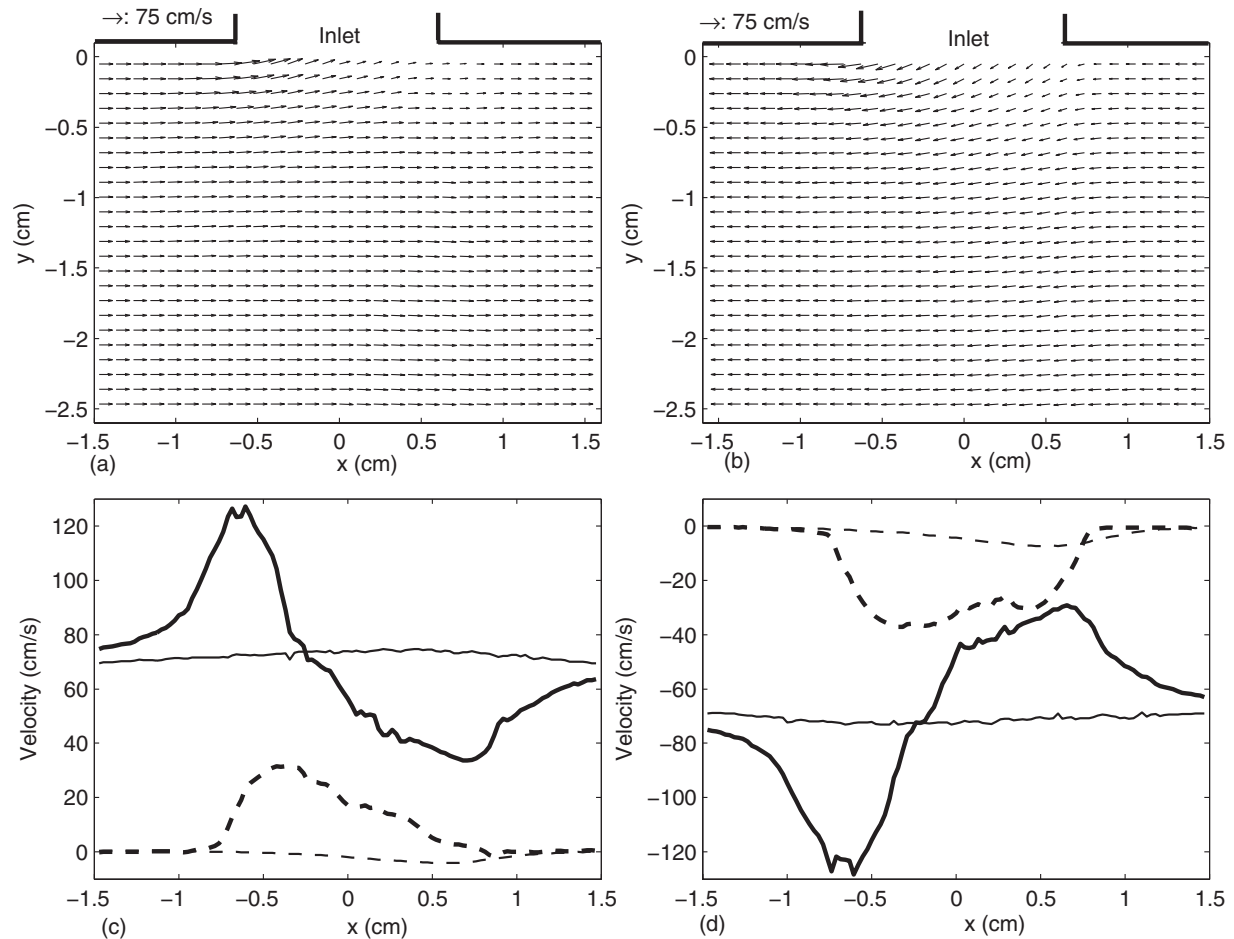 →: 75 cm/s
Inlet
0
−0.5
−1
−1.5
−2
−2.5
y (cm)
−1.5 −1 −0.5 0 0.5 1 1.5
x (cm)
(a)
→: 75 cm/s
Inlet
0
−0.5
−1
−1.5
−2
−2.5
y (cm)
−1.5 −1 −0.5 0 0.5 1 1.5
x (cm)
(b)
120
100
80
60
40
20
0
Velocity (cm/s)
−1.5 −1 −0.5 0 0.5 1 1.5
x (cm)
(c)
0
−20
−40
−60
−80
−100
−120
Velocity (cm/s)
−1.5 −1 −0.5 0 0.5 1 1.5
x (cm)
(d)